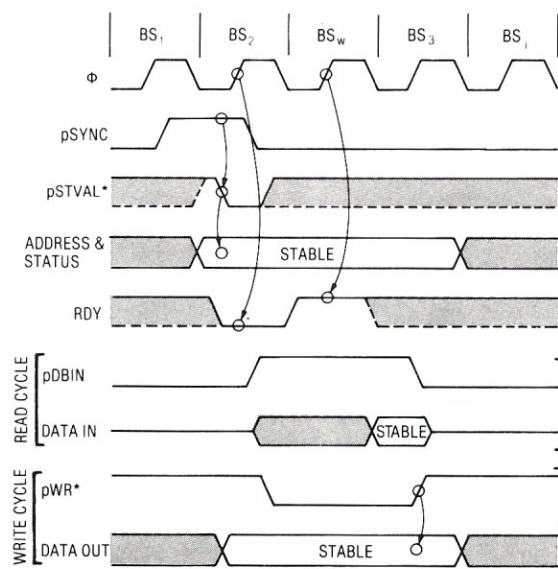 BS1 BS2 BSw BS3 BSi
Φ
pSYNC
pSTVAL*
ADDRESS &
STATUS
STABLE
RDY
READ CYCLE
pDBIN
DATA IN
STABLE
WRITE CYCLE
pWR*
DATA OUT
STABLE